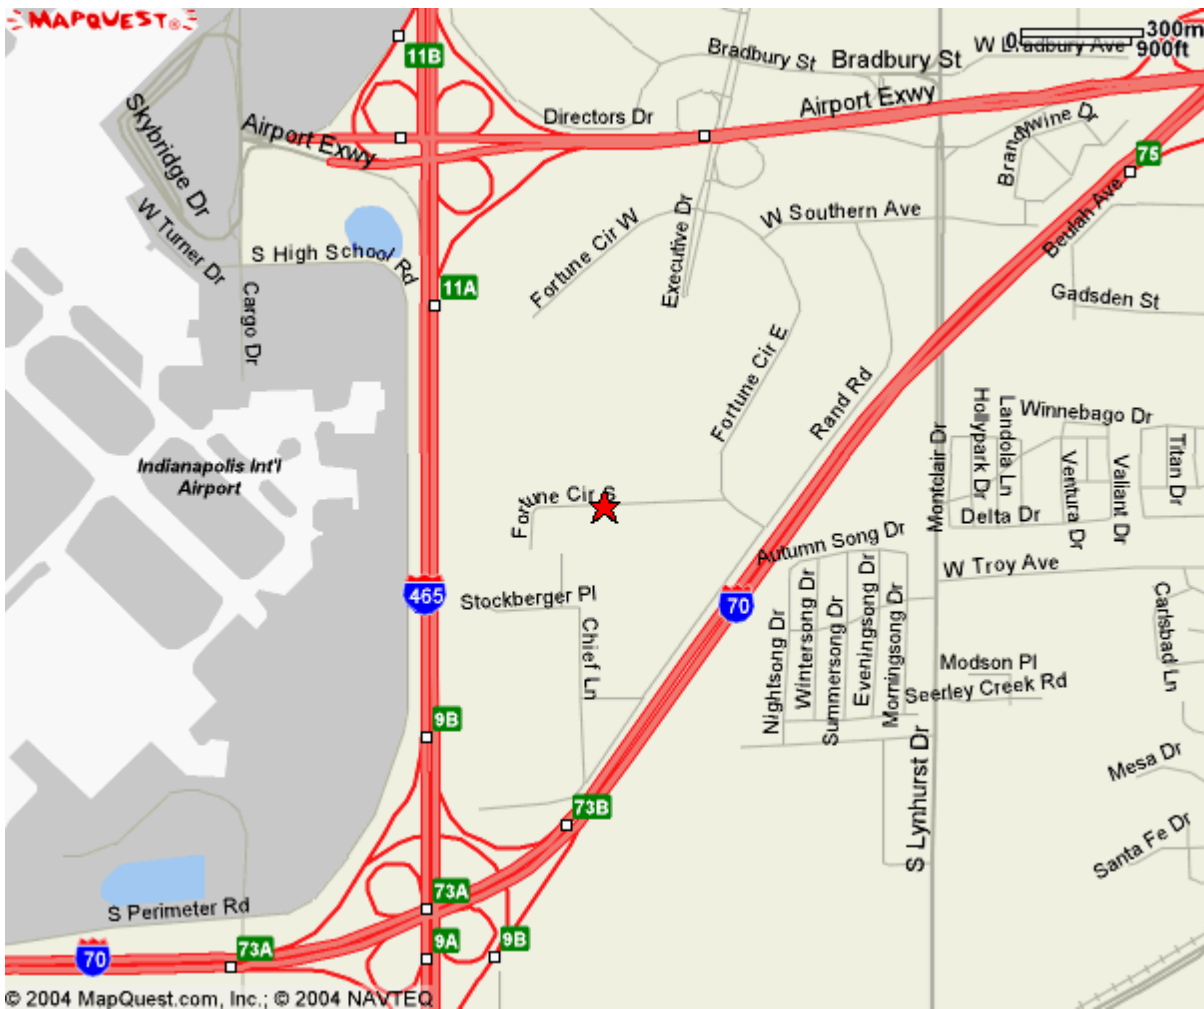 MAPQUEST®
11B
0 300m
900ft
W Bradbury Ave
Bradbury St
Bradbury St
Airport Exwy
Directors Dr
Airport Exwy
Skybridge Dr
Brandywine Dr
75
W Turner Dr
S High School Rd
Fortune Cir W
Executive Dr
W Southern Ave
Beulah Ave
11A
Cargo Dr
Gadsden St
Fortune Cir E
Rand Rd
Montclair Dr
Hollypark Dr
Landola Ln
Winnebago Dr
Ventura Dr
Valiant Dr
Titan Dr
Indianapolis Int'l
Airport
Fortune Cir S
Delta Dr
Autumn Song Dr
W Troy Ave
465
70
Stockberger Pl
Chief Ln
Nightsong Dr
Wintersong Dr
Summersong Dr
Eveningsong Dr
Morningsong Dr
Carlsbad Ln
Modson Pl
Seerley Creek Rd
9B
S Lynhurst Dr
Mesa Dr
73B
Santa Fe Dr
73A
S Perimeter Rd
73A
70
9A
9B
© 2004 MapQuest.com, Inc.; © 2004 NAVTEQ